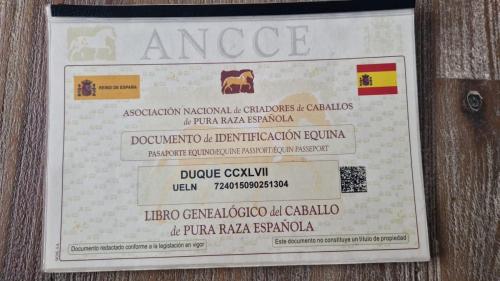 ANCCE
REINO DE ESPAÑA
ASOCIACIÓN NACIONAL de CRIADORES de CABALLOS
de PURA RAZA ESPAÑOLA
DOCUMENTO de IDENTIFICACIÓN EQUINA
PASAPORTE EQUINO/EQUINE PASSPORT/ÉQUIN PASSEPORT
DUQUE CCXLVII
UELN 724015090251304
LIBRO GENEALÓGICO del CABALLO
de PURA RAZA ESPAÑOLA
Documento redactado conforme a la legislación en vigor
Este documento no constituye un título de propiedad